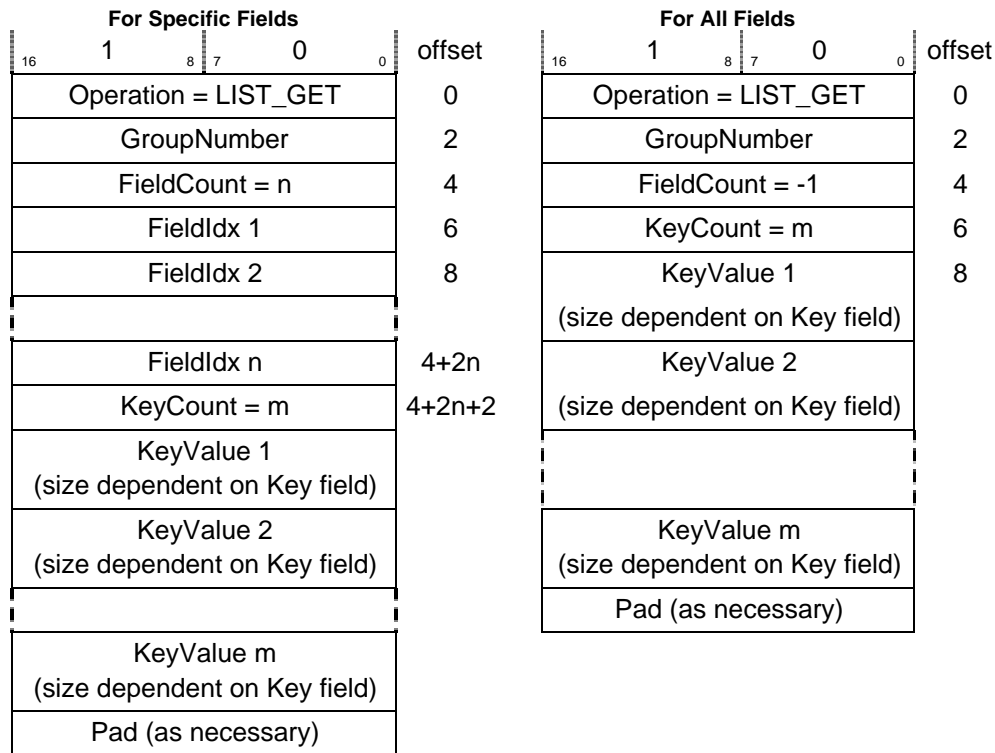 For Specific Fields
1 0 offset
16 8 7 0
Operation = LIST_GET 0
GroupNumber 2
FieldCount = n 4
FieldIdx 1 6
FieldIdx 2 8
FieldIdx n 4+2n
KeyCount = m 4+2n+2
KeyValue 1
(size dependent on Key field)
KeyValue 2
(size dependent on Key field)
KeyValue m
(size dependent on Key field)
Pad (as necessary)
For All Fields
1 0 offset
16 8 7 0
Operation = LIST_GET 0
GroupNumber 2
FieldCount = -1 4
KeyCount = m 6
KeyValue 1 8
(size dependent on Key field)
KeyValue 2
(size dependent on Key field)
KeyValue m
(size dependent on Key field)
Pad (as necessary)